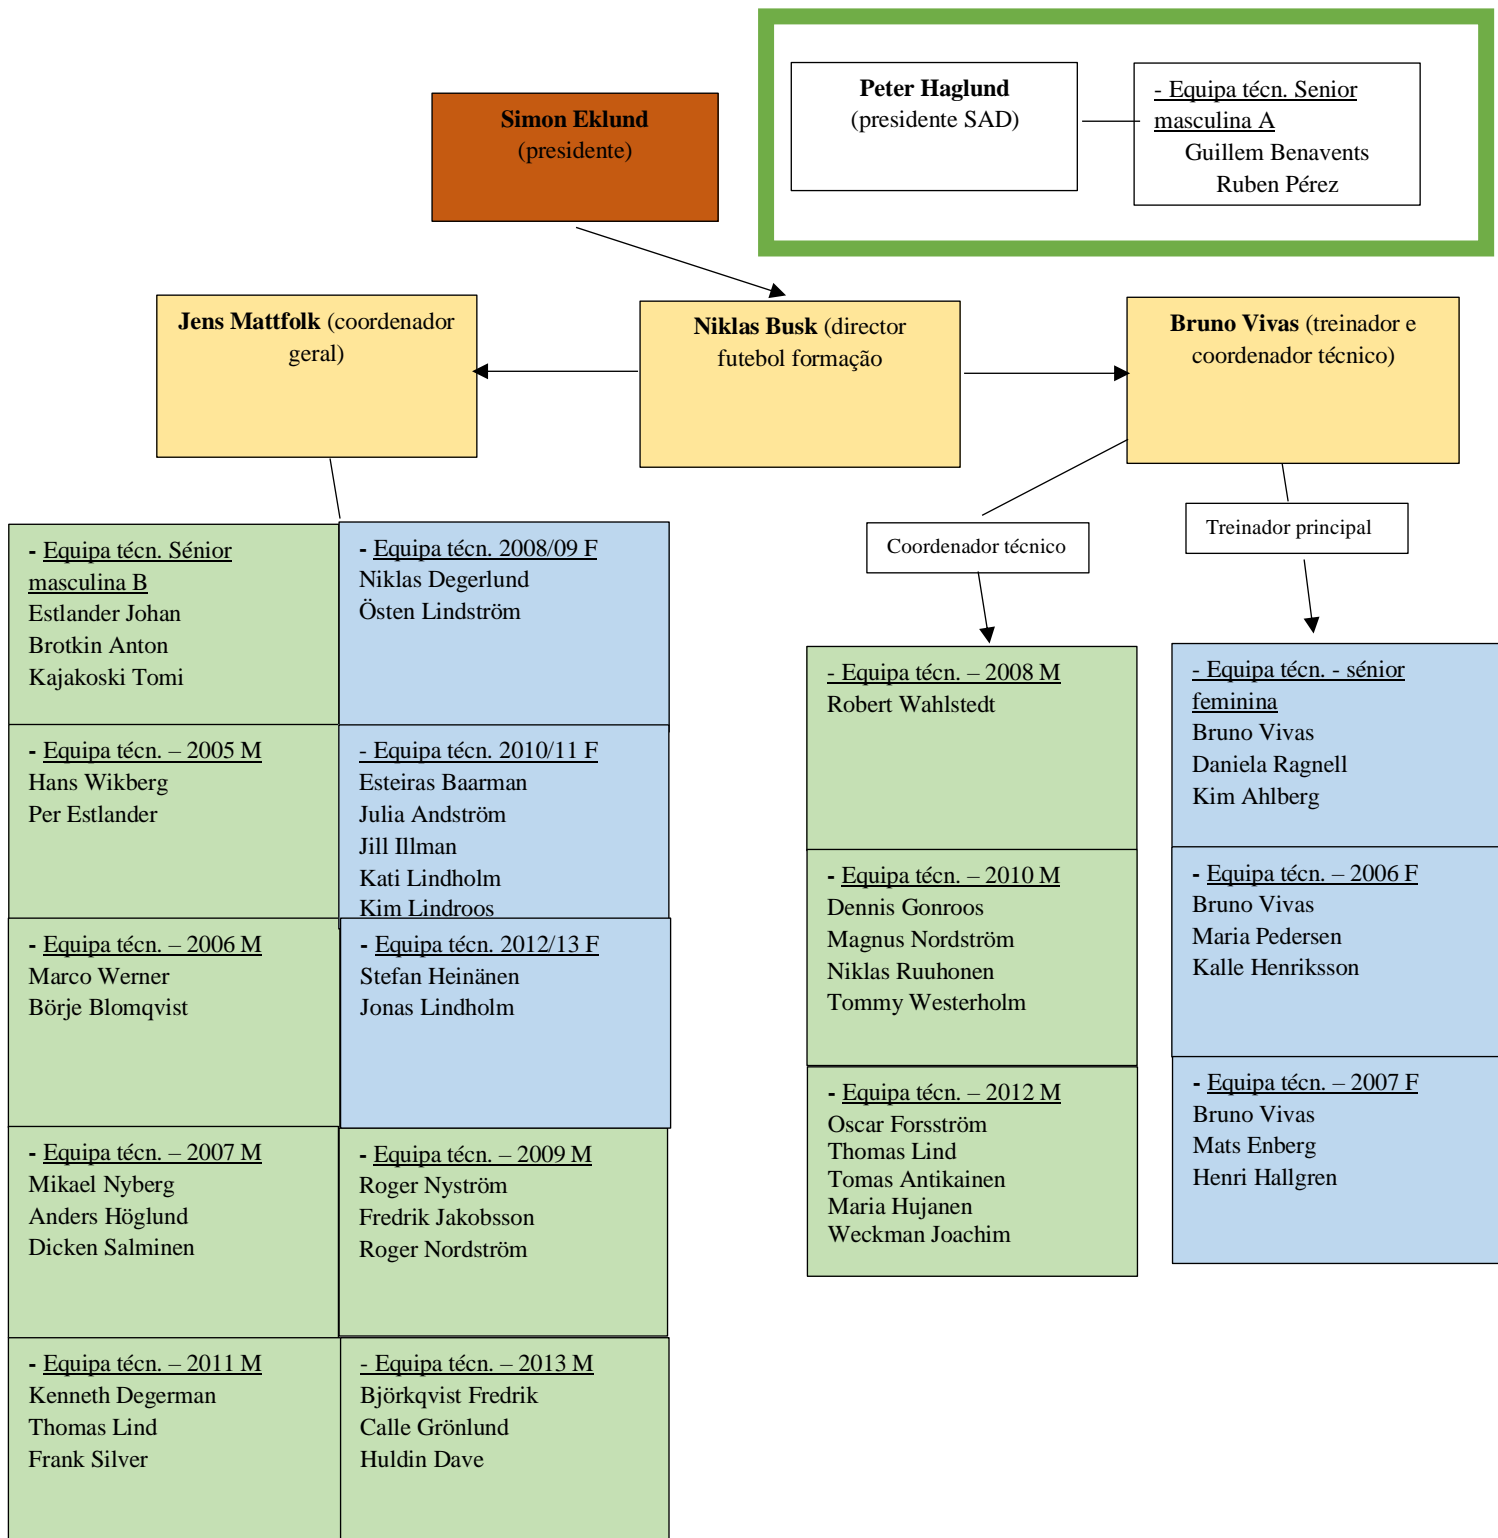 Peter Haglund
(presidente SAD)
- Equipa técn. Senior
masculina A
Guillem Benavents
Ruben Pérez
Simon Eklund
(presidente)
Jens Mattfolk (coordenador
geral)
Niklas Busk (director
futebol formação
Bruno Vivas (treinador e
coordenador técnico)
Coordenador técnico
Treinador principal
- Equipa técn. Sénior
masculina B
Estlander Johan
Brotkin Anton
Kajakoski Tomi
- Equipa técn. 2008/09 F
Niklas Degerlund
Östen Lindström
- Equipa técn. – 2005 M
Hans Wikberg
Per Estlander
- Equipa técn. 2010/11 F
Esteiras Baarman
Julia Andström
Jill Illman
Kati Lindholm
Kim Lindroos
- Equipa técn. – 2006 M
Marco Werner
Börje Blomqvist
- Equipa técn. 2012/13 F
Stefan Heinänen
Jonas Lindholm
- Equipa técn. – 2007 M
Mikael Nyberg
Anders Höglund
Dicken Salminen
- Equipa técn. – 2009 M
Roger Nyström
Fredrik Jakobsson
Roger Nordström
- Equipa técn. – 2011 M
Kenneth Degerman
Thomas Lind
Frank Silver
- Equipa técn. – 2013 M
Björkqvist Fredrik
Calle Grönlund
Huldin Dave
- Equipa técn. – 2008 M
Robert Wahlstedt
- Equipa técn. – 2010 M
Dennis Gonroos
Magnus Nordström
Niklas Ruuhonen
Tommy Westerholm
- Equipa técn. – 2012 M
Oscar Forsström
Thomas Lind
Tomas Antikainen
Maria Hujanen
Weckman Joachim
- Equipa técn. - sénior
feminina
Bruno Vivas
Daniela Ragnell
Kim Ahlberg
- Equipa técn. – 2006 F
Bruno Vivas
Maria Pedersen
Kalle Henriksson
- Equipa técn. – 2007 F
Bruno Vivas
Mats Enberg
Henri Hallgren